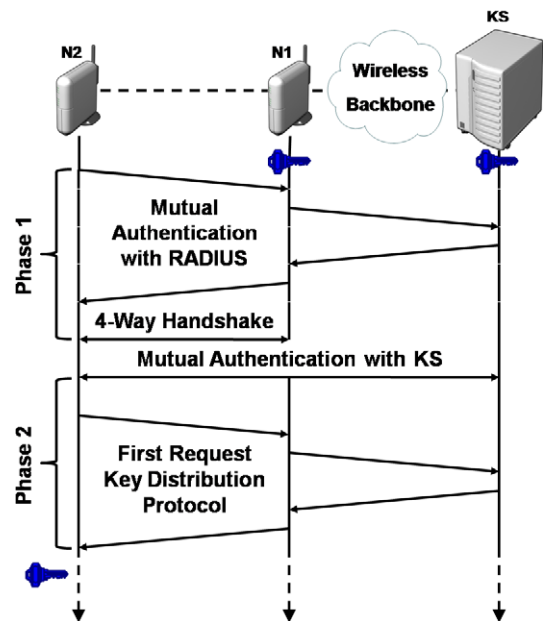 N2
N1
KS
Wireless
Backbone
Phase 1
Mutual
Authentication
with RADIUS
4-Way Handshake
Mutual Authentication with KS
Phase 2
First Request
Key Distribution
Protocol